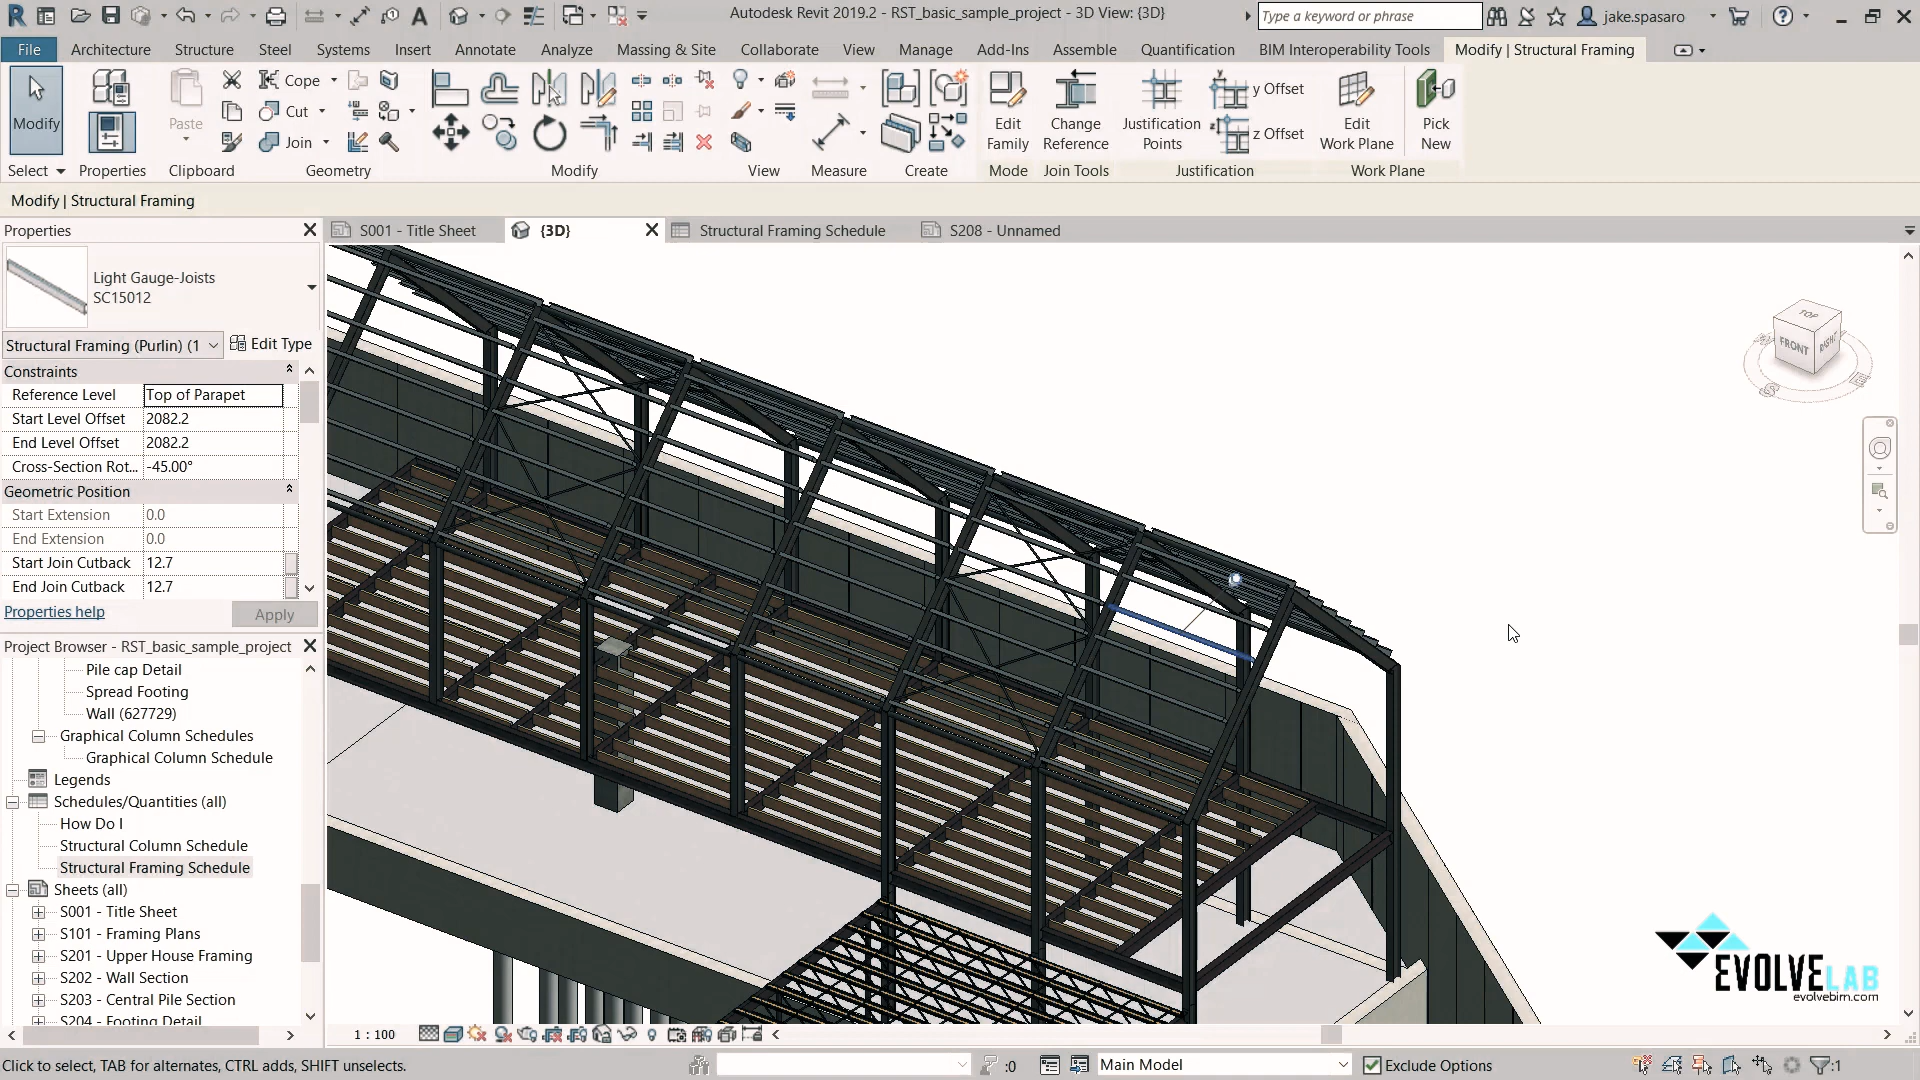 Autodesk Revit 2019.2 - RST_basic_sample_project - 3D View: {3D}
Type a keyword or phrase
jake.spasaro
File Architecture Structure Steel Systems Insert Annotate Analyze Massing & Site Collaborate View Manage Add-Ins Assemble Quantification BIM Interoperability Tools Modify | Structural Framing
Modify
Paste
Cope
Cut
Join
Edit
Family
Change
Reference
Justification
Points
y Offset
z Offset
Edit
Work Plane
Pick
New
Select Properties Clipboard Geometry Modify View Measure Create Mode Join Tools Justification Work Plane
Modify | Structural Framing
Properties
S001 - Title Sheet
{3D}
Structural Framing Schedule
S208 - Unnamed
Light Gauge-Joists
SC15012
Structural Framing (Purlin) (1
Edit Type
Constraints
Reference Level Top of Parapet
Start Level Offset 2082.2
End Level Offset 2082.2
Cross-Section Rot... -45.00°
Geometric Position
Start Extension 0.0
End Extension 0.0
Start Join Cutback 12.7
End Join Cutback 12.7
Properties help
Apply
Project Browser - RST_basic_sample_project
Pile cap Detail
Spread Footing
Wall (627729)
Graphical Column Schedules
Graphical Column Schedule
Legends
Schedules/Quantities (all)
How Do I
Structural Column Schedule
Structural Framing Schedule
Sheets (all)
S001 - Title Sheet
S101 - Framing Plans
S201 - Upper House Framing
S202 - Wall Section
S203 - Central Pile Section
S204 - Footing Detail
TOP
FRONT
RIGHT
EVOLVELAB
evolvebim.com
1 : 100
Click to select, TAB for alternates, CTRL adds, SHIFT unselects.
:0
Main Model
Exclude Options
:1